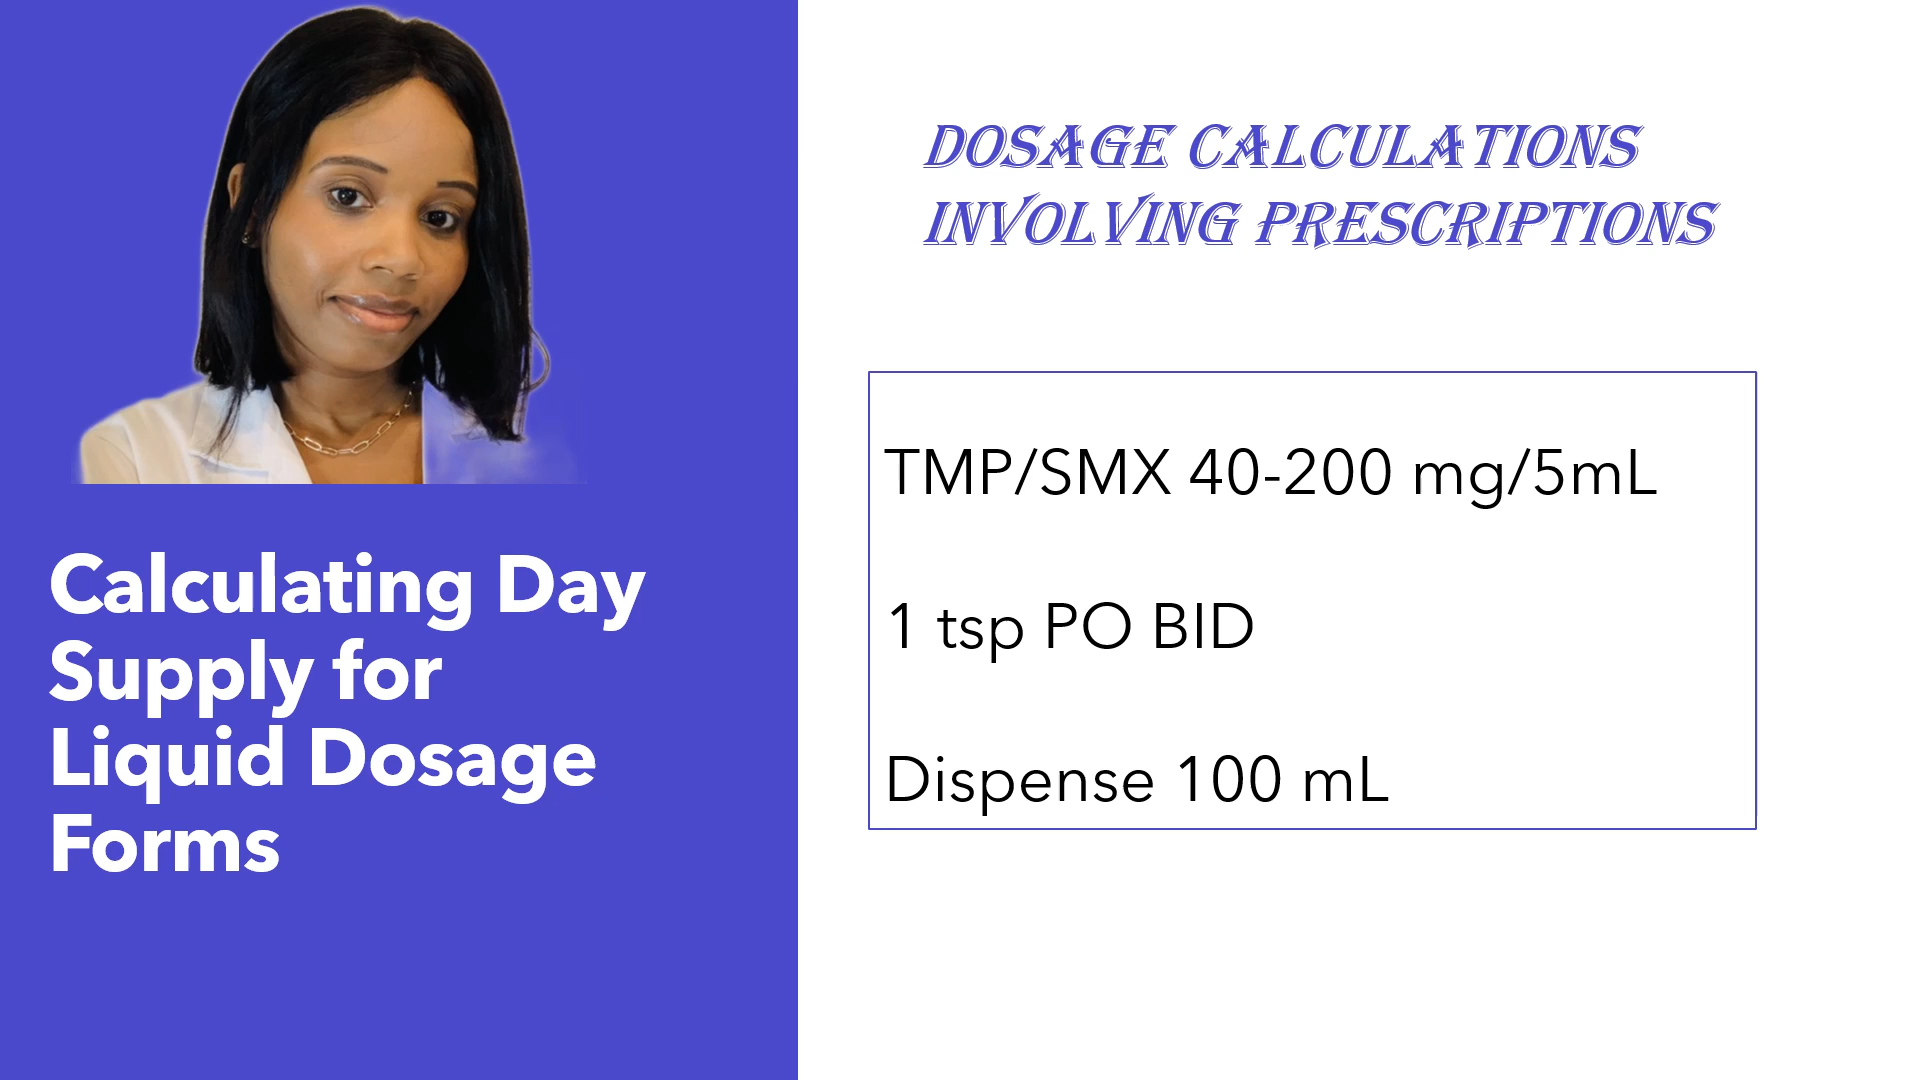 Calculating Day
Supply for
Liquid Dosage
Forms
DOSAGE CALCULATIONS
INVOLVING PRESCRIPTIONS
TMP/SMX 40-200 mg/5mL
1 tsp PO BID
Dispense 100 mL